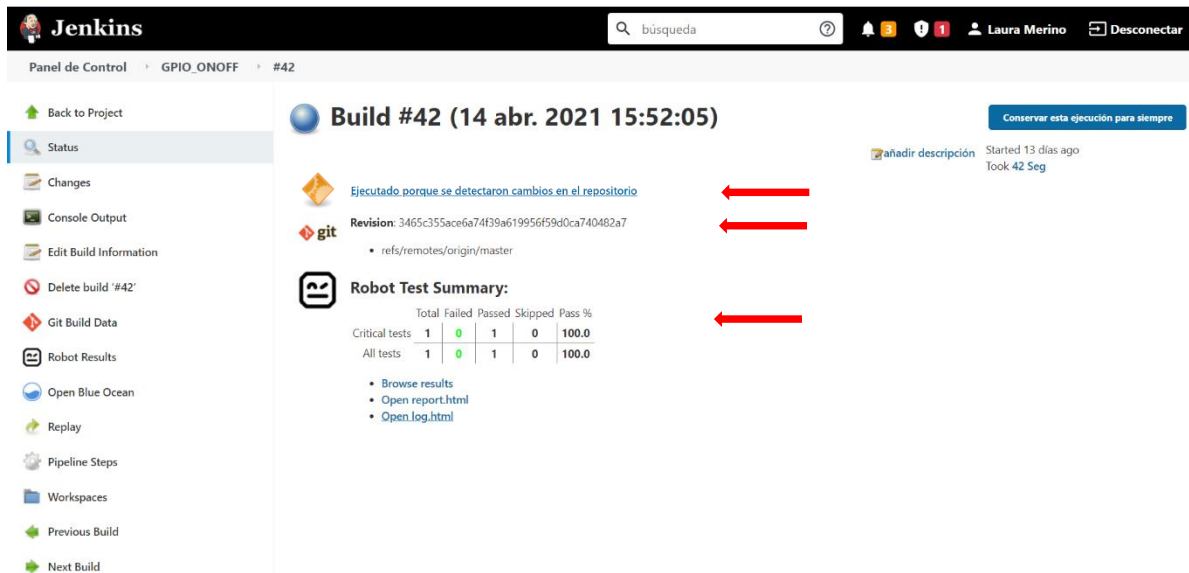 Jenkins
búsqueda
3
1
Laura Merino
Desconectar
Panel de Control
GPIO_ONOFF
#42
Back to Project
Status
Changes
Console Output
Edit Build Information
Delete build ‘#42’
Git Build Data
Robot Results
Open Blue Ocean
Replay
Pipeline Steps
Workspaces
Previous Build
Next Build
Build #42 (14 abr. 2021 15:52:05)
Conservar esta ejecución para siempre
añadir descripción
Started 13 días ago
Took 42 Seg
Ejecutado porque se detectaron cambios en el repositorio
git
Revision: 3465c355ace6a74f39a619956f59d0ca740482a7
• refs/remotes/origin/master
Robot Test Summary:
Total Failed Passed Skipped Pass %
Critical tests 1 0 1 0 100.0
All tests 1 0 1 0 100.0
• Browse results
• Open report.html
• Open log.html